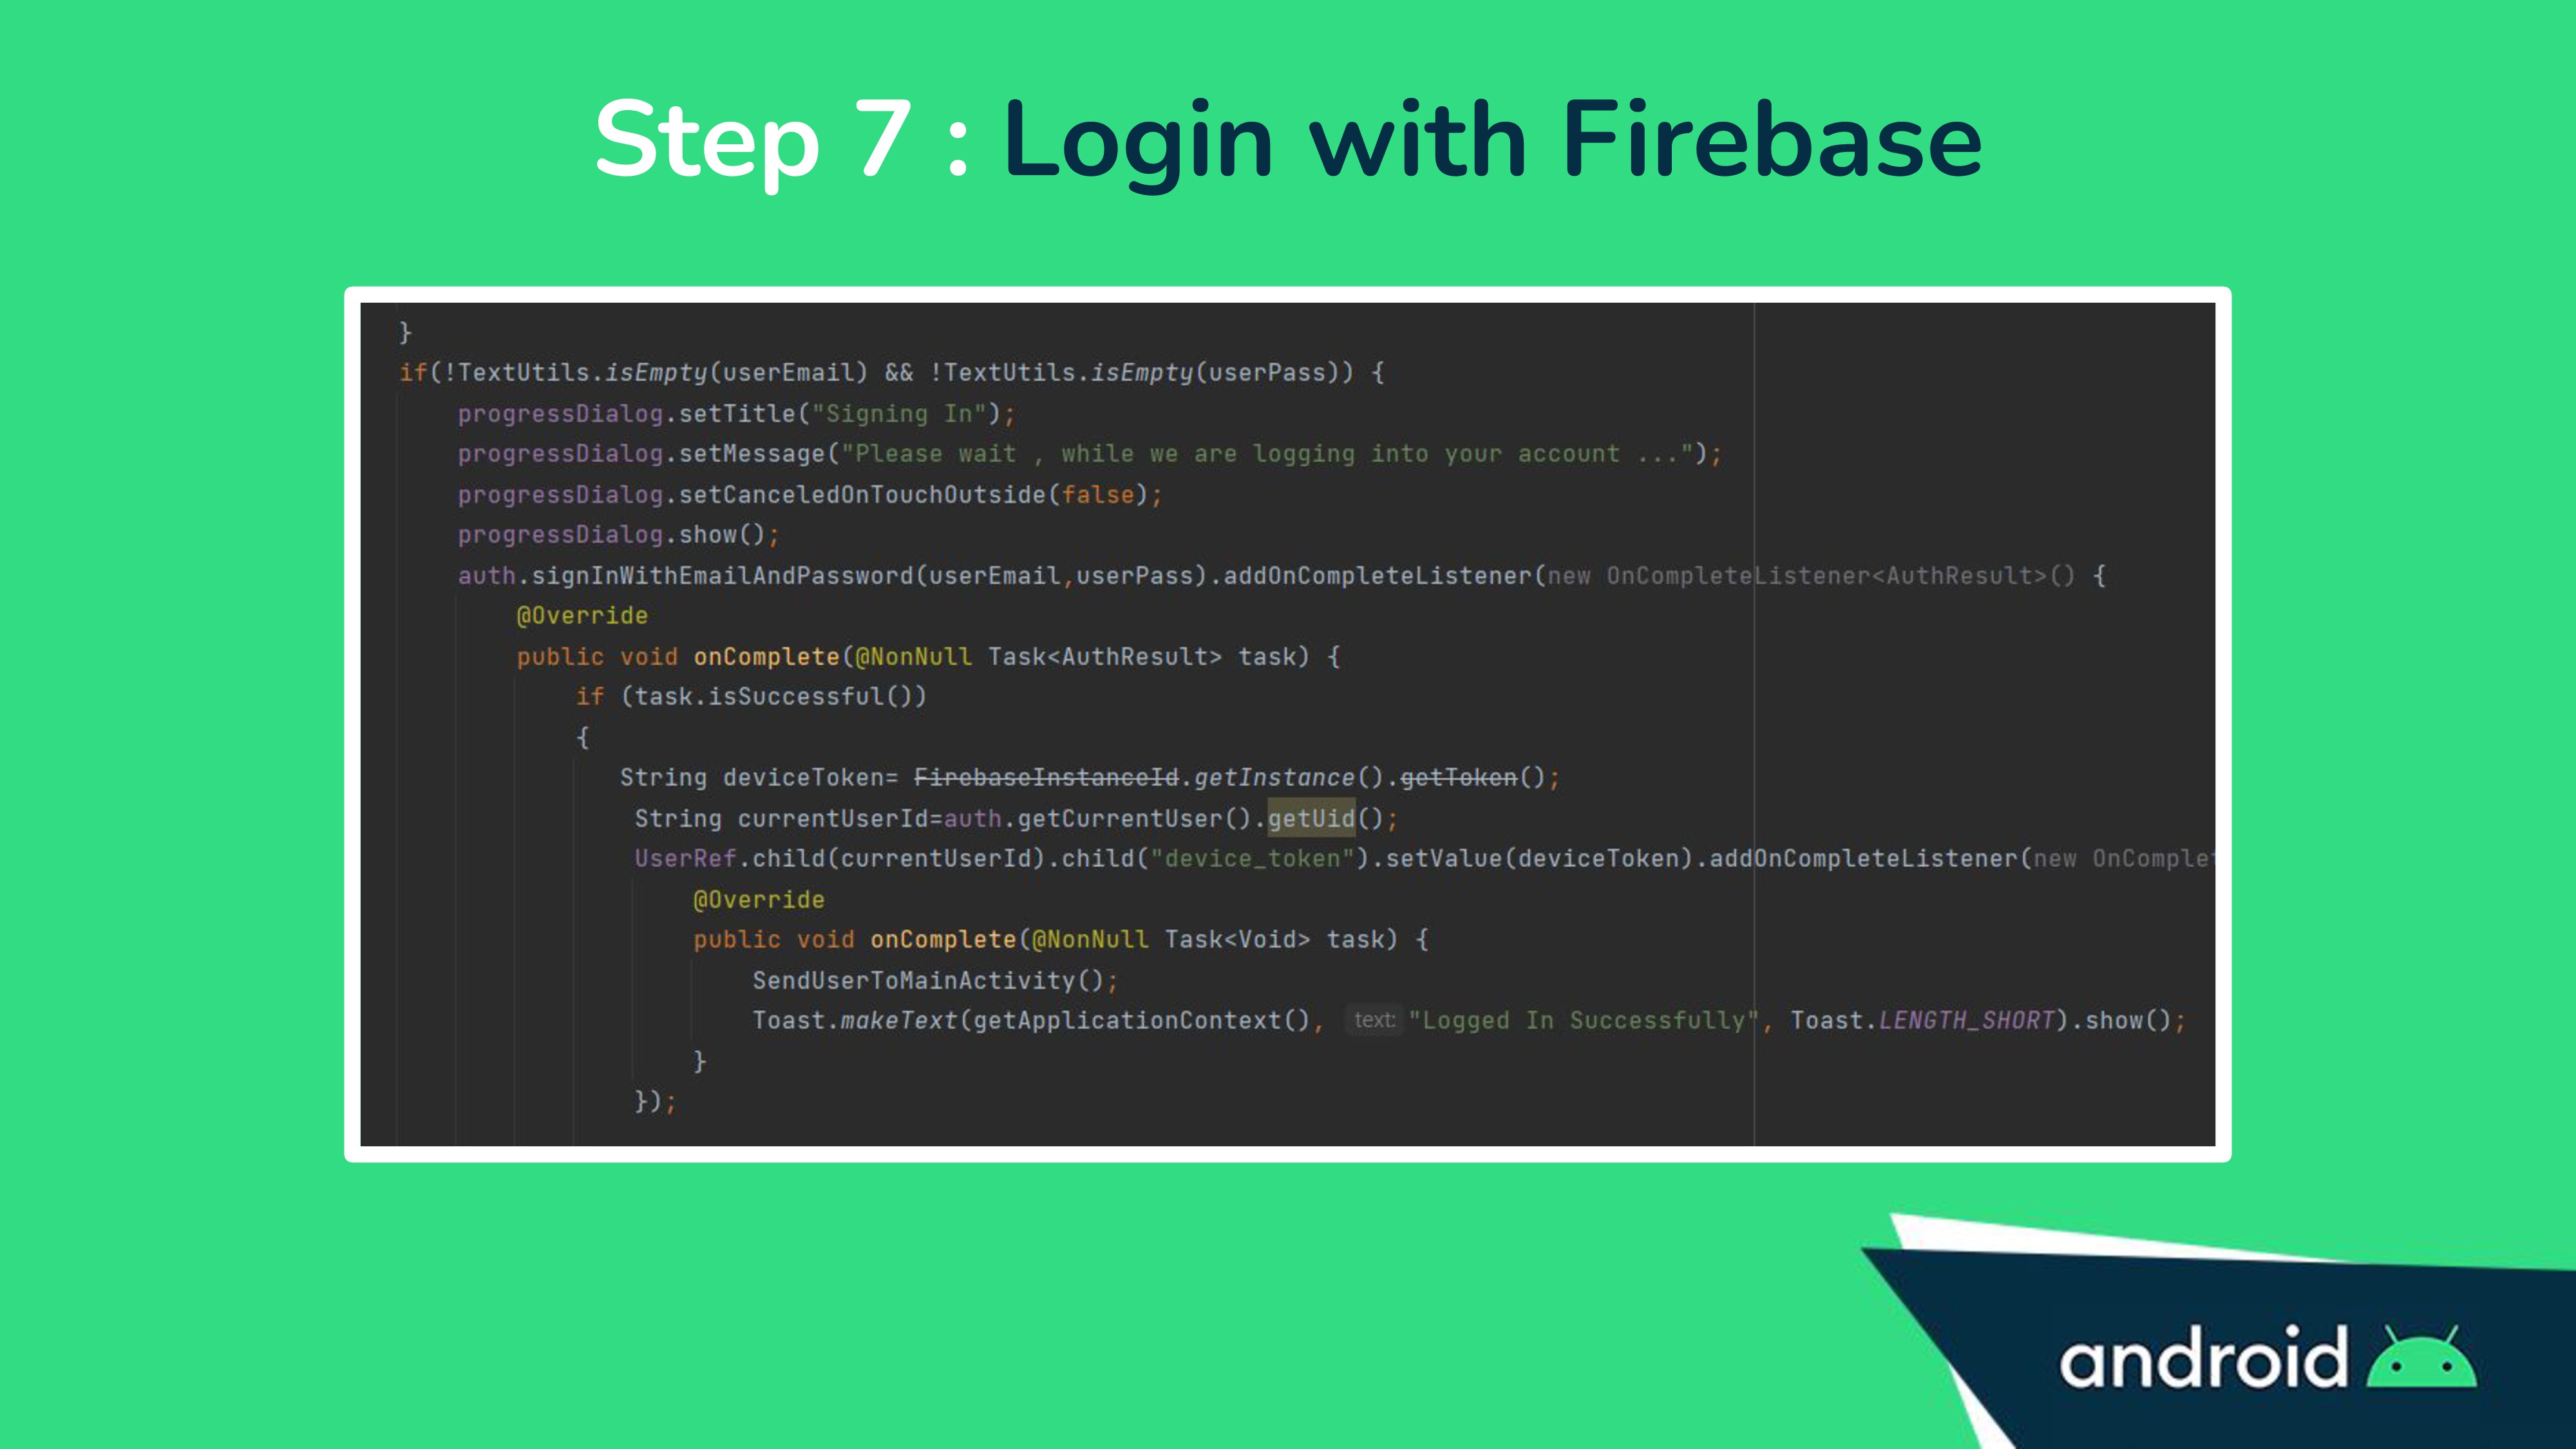 Step 7 : Login with Firebase
}
if(!TextUtils.isEmpty(userEmail) && !TextUtils.isEmpty(userPass)) {
progressDialog.setTitle("Signing In");
progressDialog.setMessage("Please wait , while we are logging into your account ...");
progressDialog.setCanceledOnTouchOutside(false);
progressDialog.show();
auth.signInWithEmailAndPassword(userEmail,userPass).addOnCompleteListener(new OnCompleteListener<AuthResult>() {
@Override
public void onComplete(@NonNull Task<AuthResult> task) {
if (task.isSuccessful())
{
String deviceToken= FirebaseInstanceId.getInstance().getToken();
String currentUserId=auth.getCurrentUser().getUid();
UserRef.child(currentUserId).child("device_token").setValue(deviceToken).addOnCompleteListener(new OnComple
@Override
public void onComplete(@NonNull Task<Void> task) {
SendUserToMainActivity();
Toast.makeText(getApplicationContext(), text: "Logged In Successfully", Toast.LENGTH_SHORT).show();
}
});
android